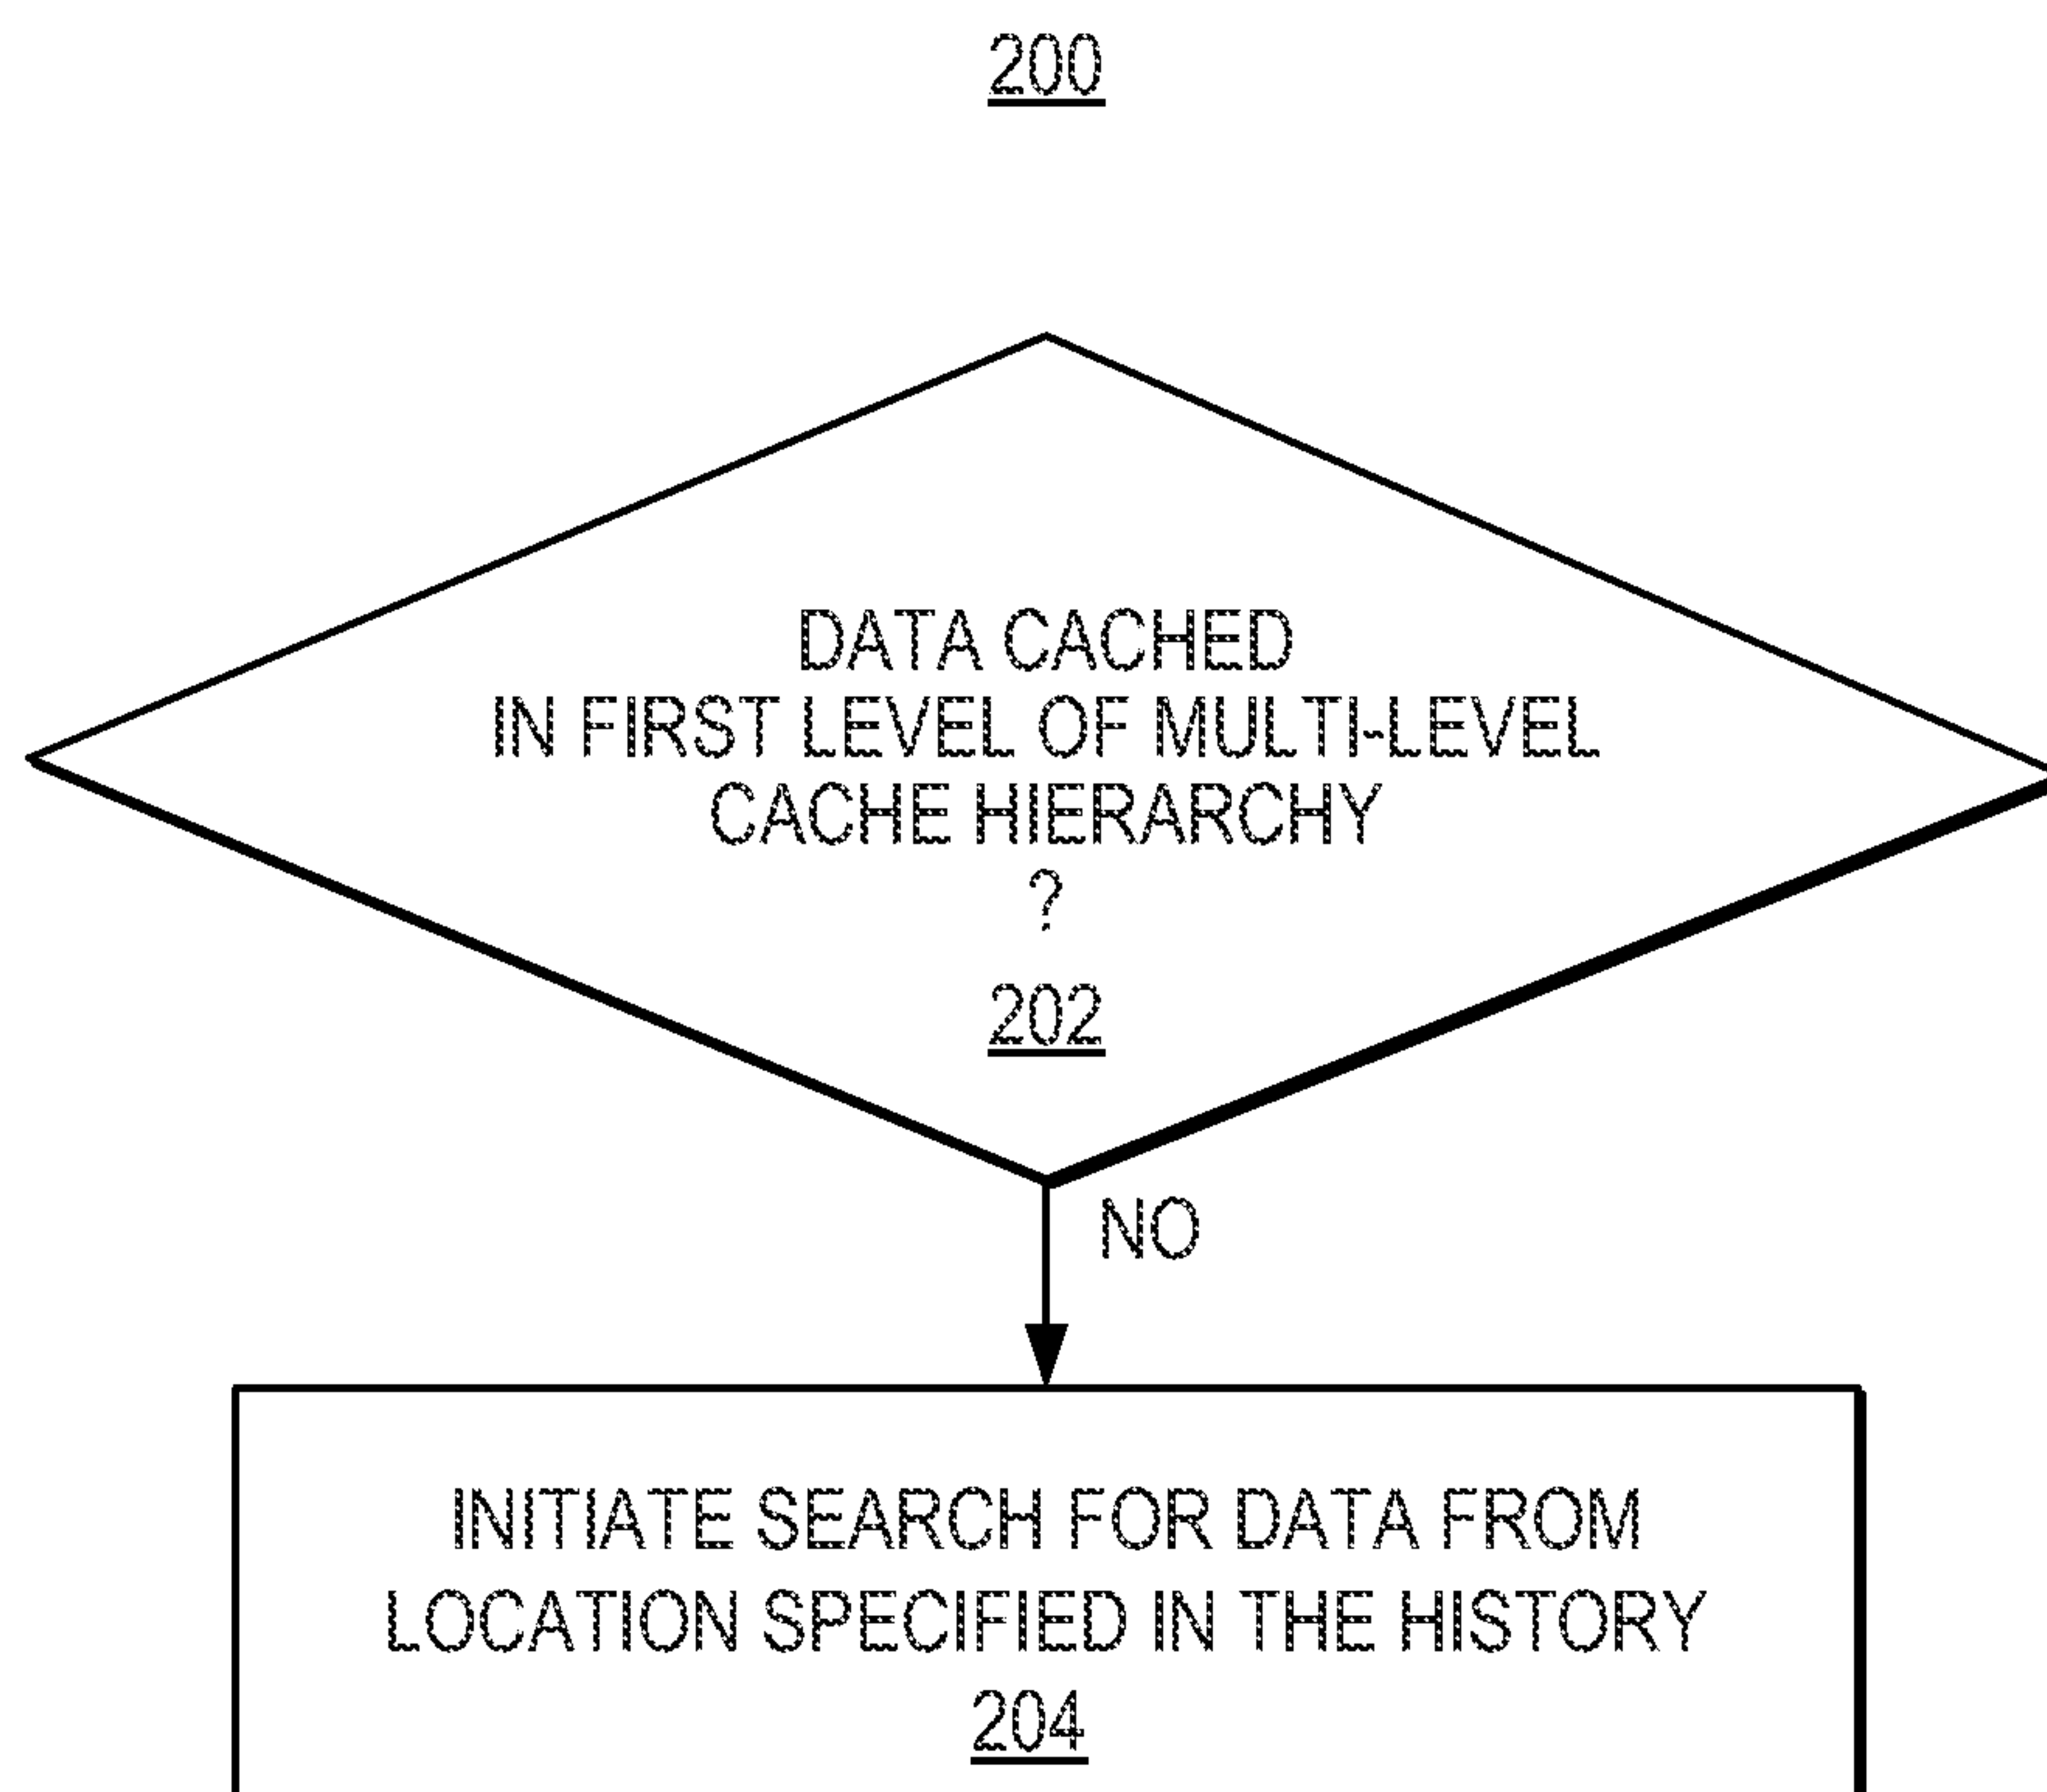 200
DATA CACHED
IN FIRST LEVEL OF MULTI-LEVEL
CACHE HIERARCHY
?
202
NO
INITIATE SEARCH FOR DATA FROM
LOCATION SPECIFIED IN THE HISTORY
204